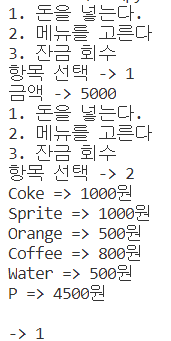 1. 돈을 넣는다.
2. 메뉴를 고른다
3. 잔금 회수
항목 선택 -> 1
금액 -> 5000
1. 돈을 넣는다.
2. 메뉴를 고른다
3. 잔금 회수
항목 선택 -> 2
Coke => 1000원
Sprite => 1000원
Orange => 500원
Coffee => 800원
Water => 500원
P => 4500원
-> 1